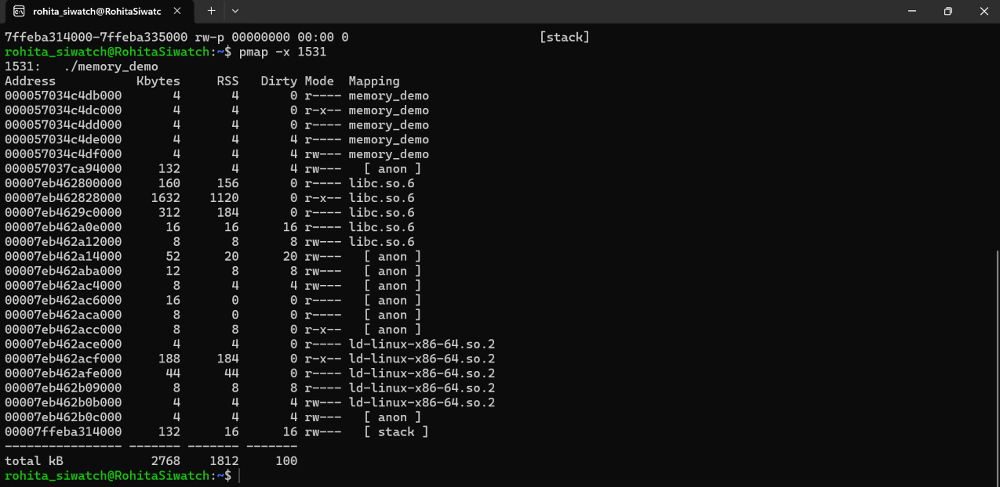 rohita_siwatch@RohitaSiwatc
7ffeba314000-7ffeba335000 rw-p 00000000 00:00 0                          [stack]
rohita_siwatch@RohitaSiwatch:~$ pmap -x 1531
1531:   ./memory_demo
Address           Kbytes     RSS   Dirty Mode  Mapping
000057034c4db000       4       4       0 r---- memory_demo
000057034c4dc000       4       4       0 r-x-- memory_demo
000057034c4dd000       4       4       0 r---- memory_demo
000057034c4de000       4       4       4 r---- memory_demo
000057034c4df000       4       4       4 rw--- memory_demo
000057037ca94000     132       4       4 rw---   [ anon ]
00007eb462800000     160     156       0 r---- libc.so.6
00007eb462828000    1632    1120       0 r-x-- libc.so.6
00007eb4629c0000     312     184       0 r---- libc.so.6
00007eb462a0e000      16      16      16 r---- libc.so.6
00007eb462a12000       8       8       8 rw--- libc.so.6
00007eb462a14000      52      20      20 rw---   [ anon ]
00007eb462aba000      12       8       8 rw---   [ anon ]
00007eb462ac4000       8       4       4 rw---   [ anon ]
00007eb462ac6000      16       0       0 r----   [ anon ]
00007eb462aca000       8       0       0 r----   [ anon ]
00007eb462acc000       8       8       0 r-x--   [ anon ]
00007eb462ace000       4       4       0 r---- ld-linux-x86-64.so.2
00007eb462acf000     188     184       0 r-x-- ld-linux-x86-64.so.2
00007eb462afe000      44      44       0 r---- ld-linux-x86-64.so.2
00007eb462b09000       8       8       8 r---- ld-linux-x86-64.so.2
00007eb462b0b000       4       4       4 rw--- ld-linux-x86-64.so.2
00007eb462b0c000       4       4       4 rw---   [ anon ]
00007ffeba314000     132      16      16 rw---   [ stack ]
---------------- ------- ------- -------
total kB            2768    1812     100
rohita_siwatch@RohitaSiwatch:~$